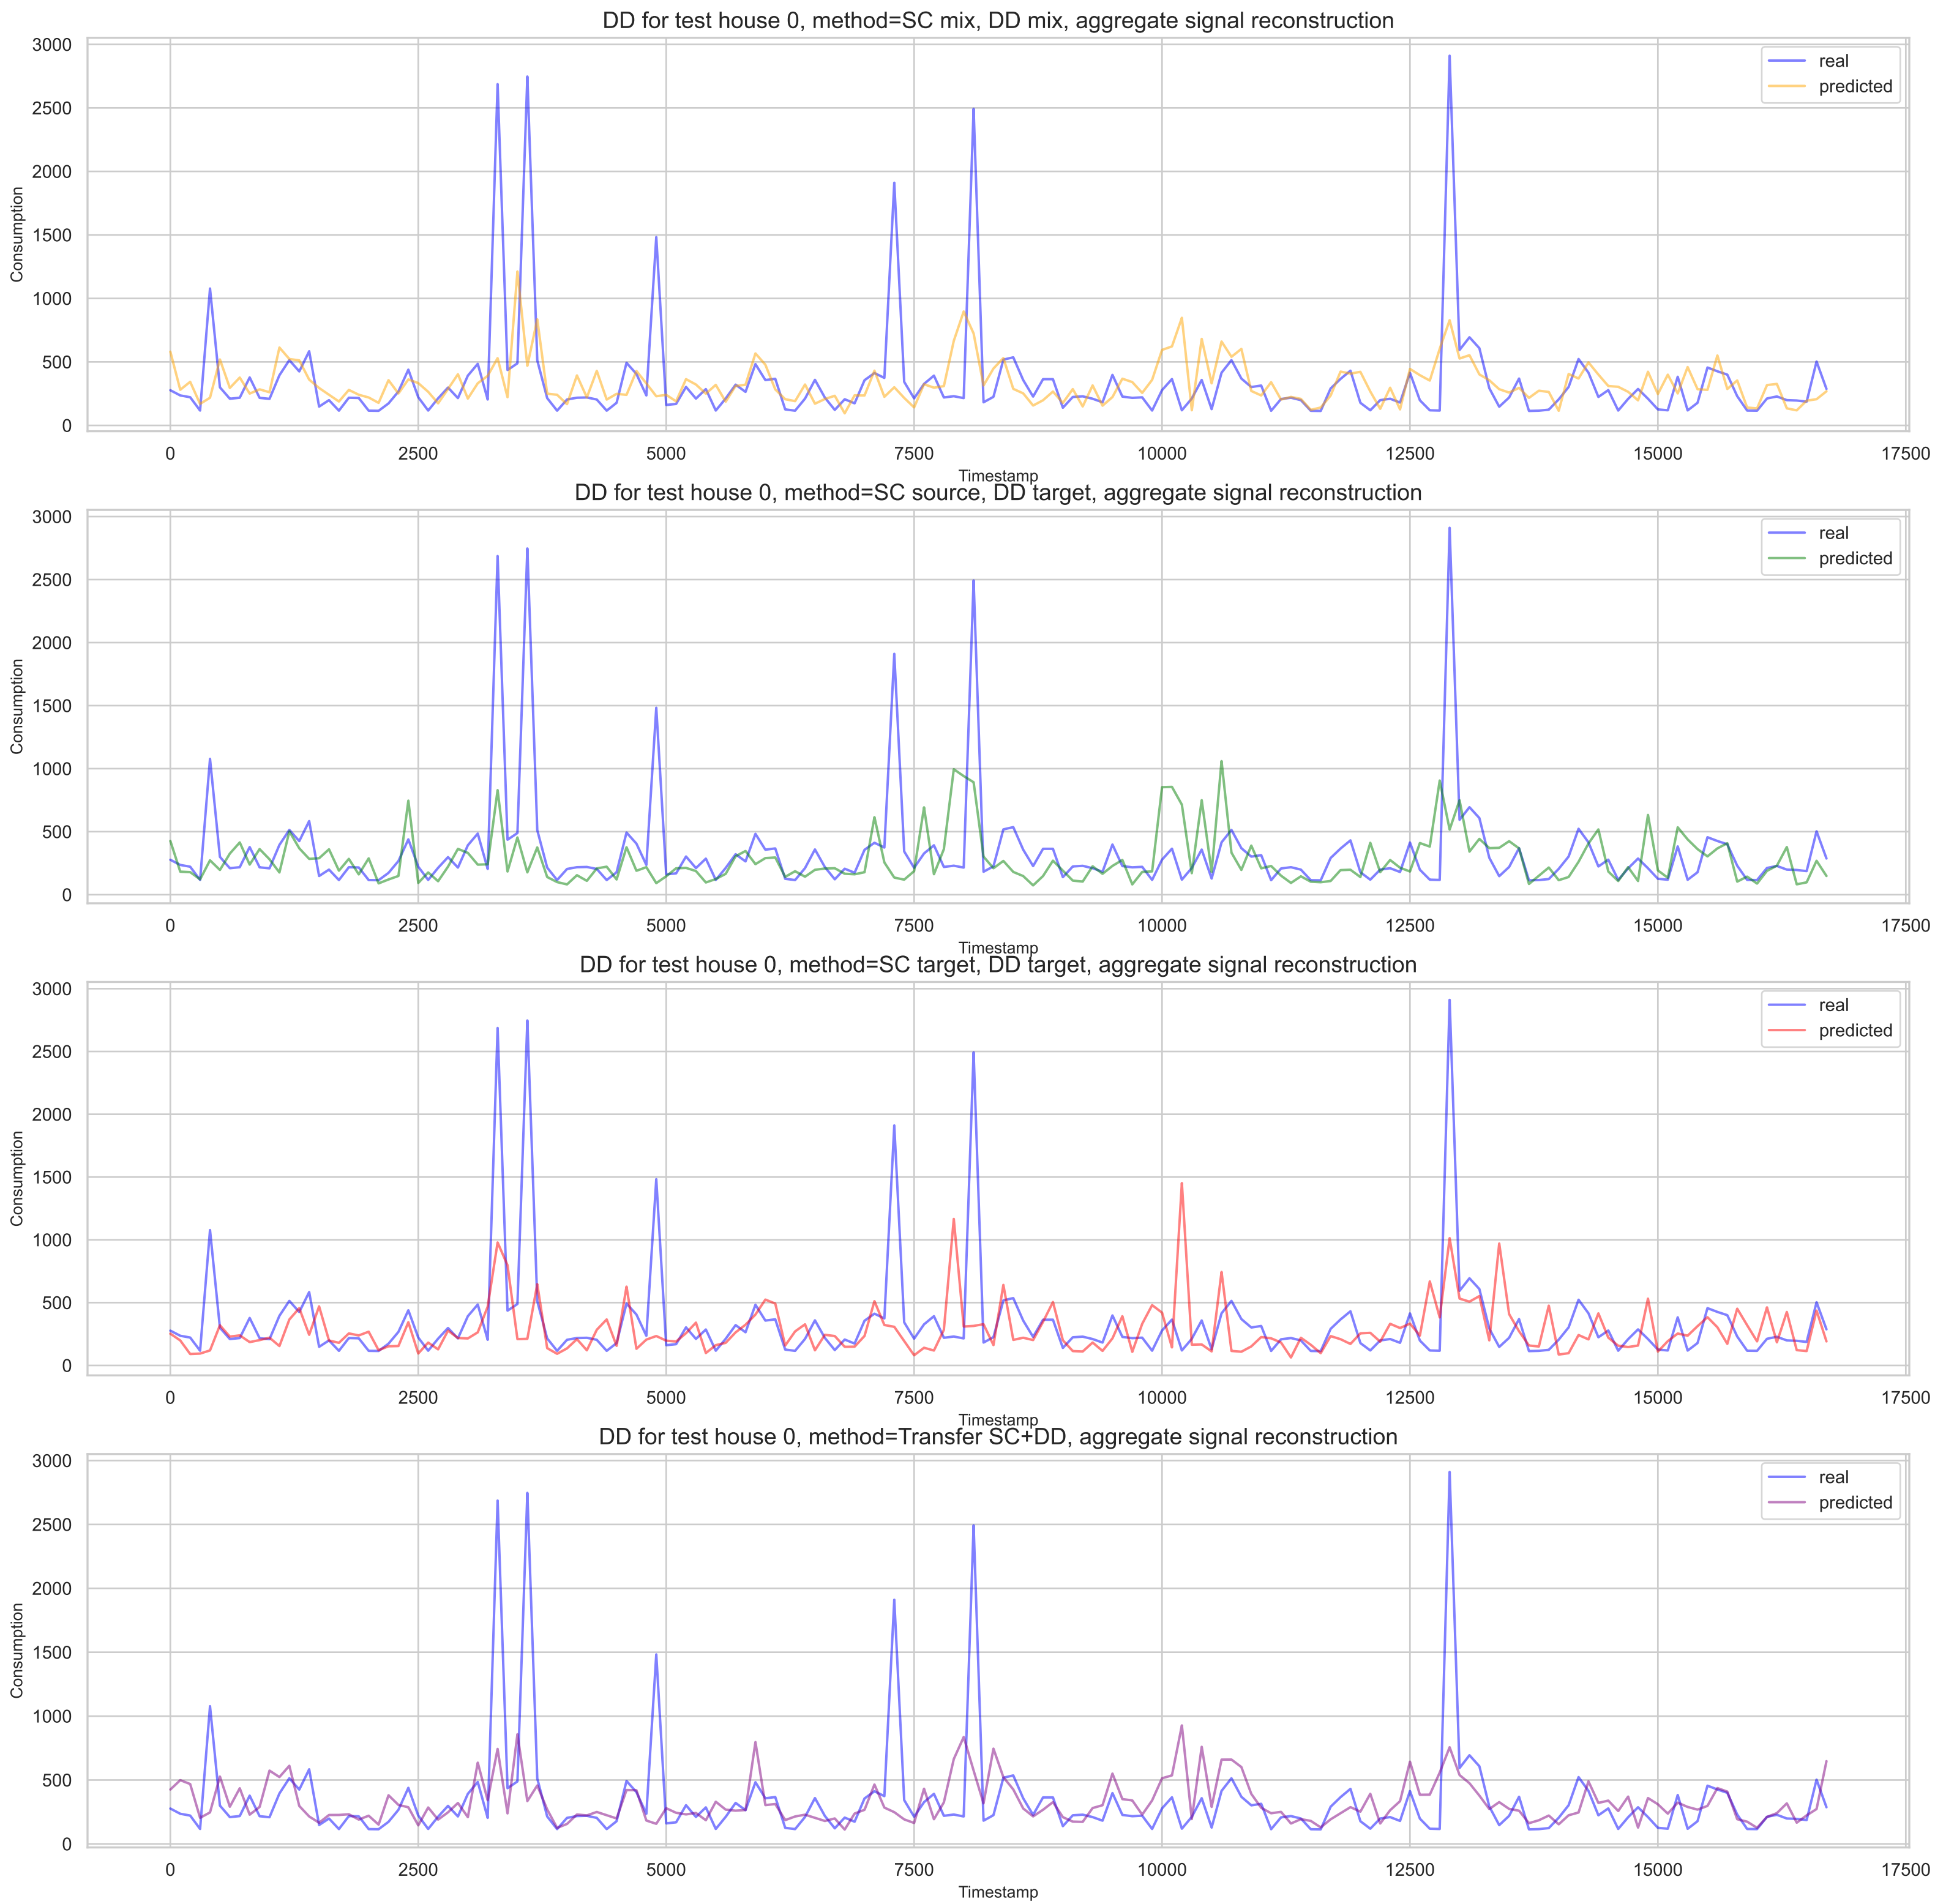 DD for test house 0, method=SC mix, DD mix, aggregate signal reconstruction
3000
2500
2000
1500
1000
500
0
Consumption
real
predicted
0 2500 5000 7500 10000 12500 15000 17500
Timestamp
DD for test house 0, method=SC source, DD target, aggregate signal reconstruction
3000
2500
2000
1500
1000
500
0
Consumption
real
predicted
0 2500 5000 7500 10000 12500 15000 17500
Timestamp
DD for test house 0, method=SC target, DD target, aggregate signal reconstruction
3000
2500
2000
1500
1000
500
0
Consumption
real
predicted
0 2500 5000 7500 10000 12500 15000 17500
Timestamp
DD for test house 0, method=Transfer SC+DD, aggregate signal reconstruction
3000
2500
2000
1500
1000
500
0
Consumption
real
predicted
0 2500 5000 7500 10000 12500 15000 17500
Timestamp